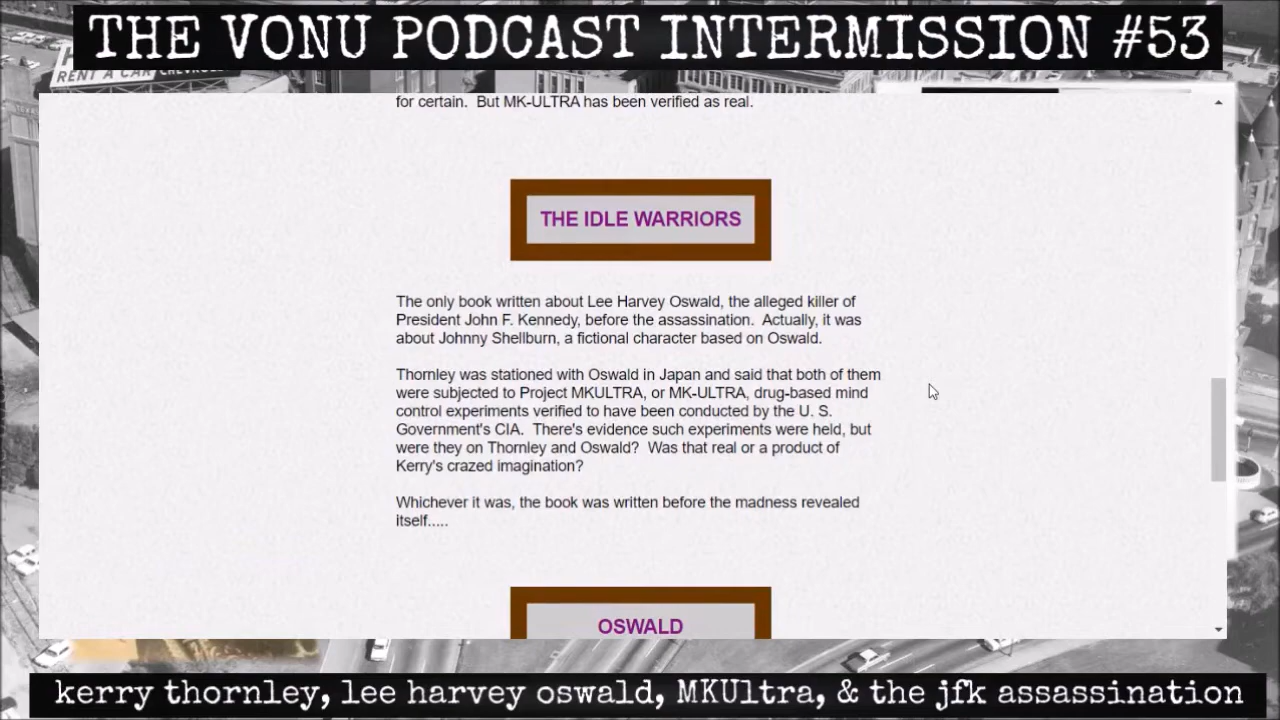 THE VONU PODCAST INTERMISSION #53
RENT A CAR CHEVROLET
for certain.  But MK-ULTRA has been verified as real.
THE IDLE WARRIORS
The only book written about Lee Harvey Oswald, the alleged killer of
President John F. Kennedy, before the assassination.  Actually, it was
about Johnny Shellburn, a fictional character based on Oswald.
Thornley was stationed with Oswald in Japan and said that both of them
were subjected to Project MKULTRA, or MK-ULTRA, drug-based mind
control experiments verified to have been conducted by the U. S.
Government's CIA.  There's evidence such experiments were held, but
were they on Thornley and Oswald?  Was that real or a product of
Kerry's crazed imagination?
Whichever it was, the book was written before the madness revealed
itself.....
OSWALD
kerry thornley, lee harvey oswald, MKUltra, & the jfk assassination